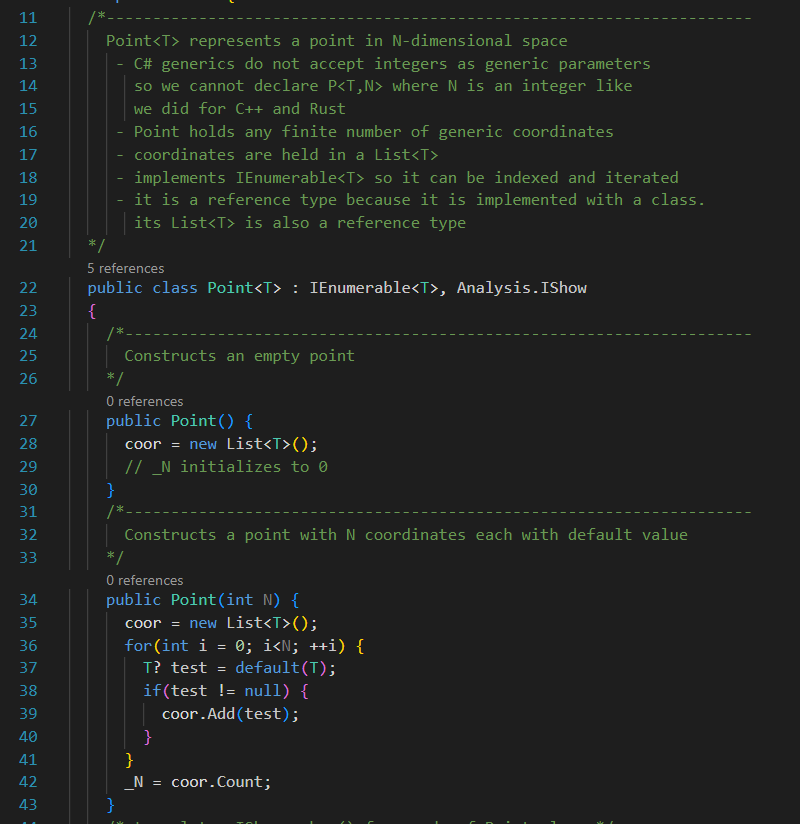 11 /*----------------------------------------------------------------------
12 Point<T> represents a point in N-dimensional space
13 - C# generics do not accept integers as generic parameters
14 so we cannot declare P<T,N> where N is an integer like
15 we did for C++ and Rust
16 - Point holds any finite number of generic coordinates
17 - coordinates are held in a List<T>
18 - implements IEnumerable<T> so it can be indexed and iterated
19 - it is a reference type because it is implemented with a class.
20 its List<T> is also a reference type
21 */
5 references
22 public class Point<T> : IEnumerable<T>, Analysis.IShow
23 {
24 /*--------------------------------------------------------------------
25 Constructs an empty point
26 */
0 references
27 public Point() {
28 coor = new List<T>();
29 // _N initializes to 0
30 }
31 /*--------------------------------------------------------------------
32 Constructs a point with N coordinates each with default value
33 */
0 references
34 public Point(int N) {
35 coor = new List<T>();
36 for(int i = 0; i<N; ++i) {
37 T? test = default(T);
38 if(test != null) {
39 coor.Add(test);
40 }
41 }
42 _N = coor.Count;
43 }